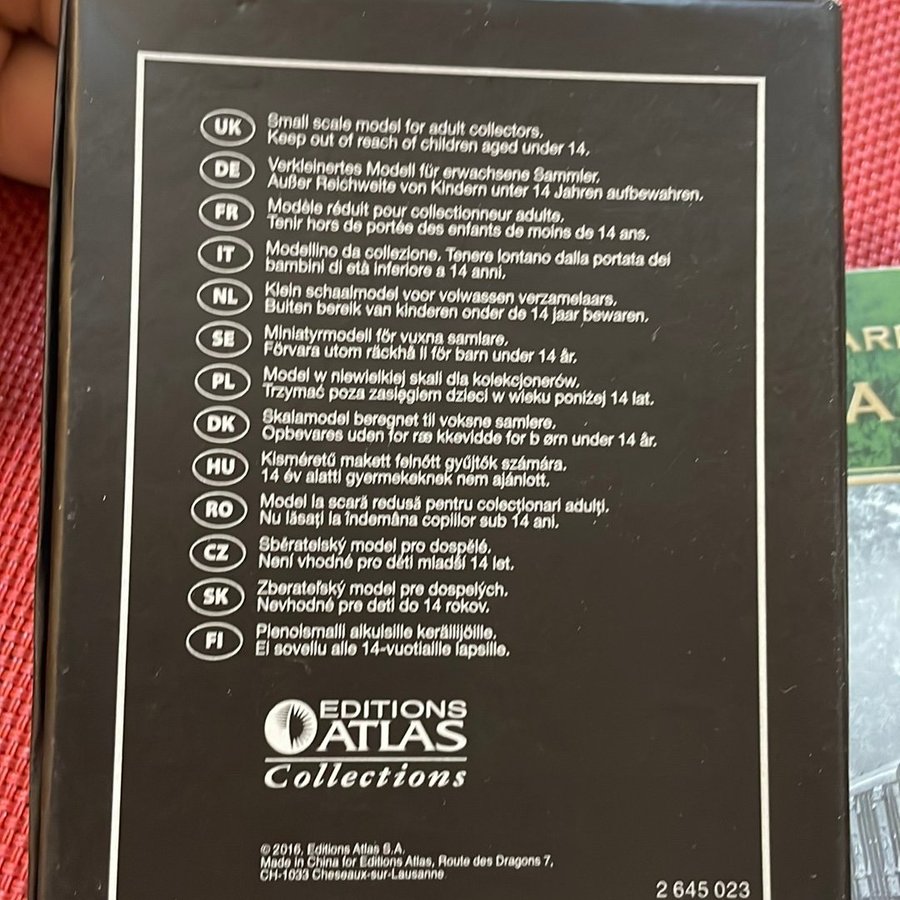 UK Small scale model for adult collectors.
Keep out of reach of children aged under 14.
DE Verkleinertes Modell für erwachsene Sammler.
Außer Reichweite von Kindern unter 14 Jahren aufbewahren.
FR Modèle réduit pour collectionneur adulte.
Tenir hors de portée des enfants de moins de 14 ans.
IT Modellino da collezione. Tenere lontano dalla portata dei
bambini di età inferiore a 14 anni.
NL Klein schaalmodel voor volwassen verzamelaars.
Buiten bereik van kinderen onder de 14 jaar bewaren.
SE Miniatyrmodell för vuxna samlare.
Förvara utom räckhå ll för barn under 14 år.
PL Model w niewielkiej skali dla kolekcjonerów.
Trzymać poza zasięgiem dzieci w wieku poniżej 14 lat.
DK Skalamodel beregnet til voksne samlere.
Opbevares uden for ræ kkevidde for b ørn under 14 år.
HU Kisméretű makett felnőtt gyűjtők számára.
14 év alatti gyermekeknek nem ajánlott.
RO Model la scară redusă pentru colecționari adulți.
Nu lăsați la îndemâna copiilor sub 14 ani.
CZ Sběratelský model pro dospělé.
Není vhodné pro děti mladší 14 let.
SK Zberateľský model pre dospelých.
Nevhodné pre deti do 14 rokov.
FI Pienoismalli aikuisille keräilijöille.
Ei sovellu alle 14-vuotiaille lapsille.
EDITIONS
ATLAS
Collections
© 2016, Editions Atlas S.A.
Made in China for Editions Atlas, Route des Dragons 7,
CH-1033 Cheseaux-sur-Lausanne
2 645 023